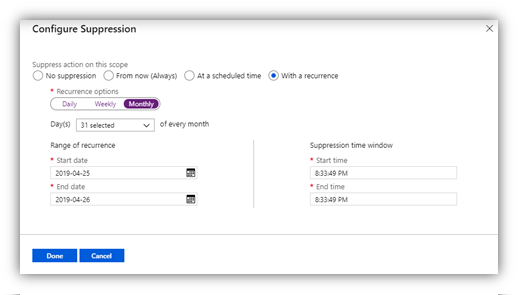 Configure Suppression
Suppress action on this scope
No suppression From now (Always) At a scheduled time With a recurrence
* Recurrence options
Daily Weekly Monthly
Day(s) 31 selected of every month
Range of recurrence Suppression time window
* Start date * Start time
2019-04-25 8:33:49 PM
* End date * End time
2019-04-26 8:33:49 PM
Done Cancel